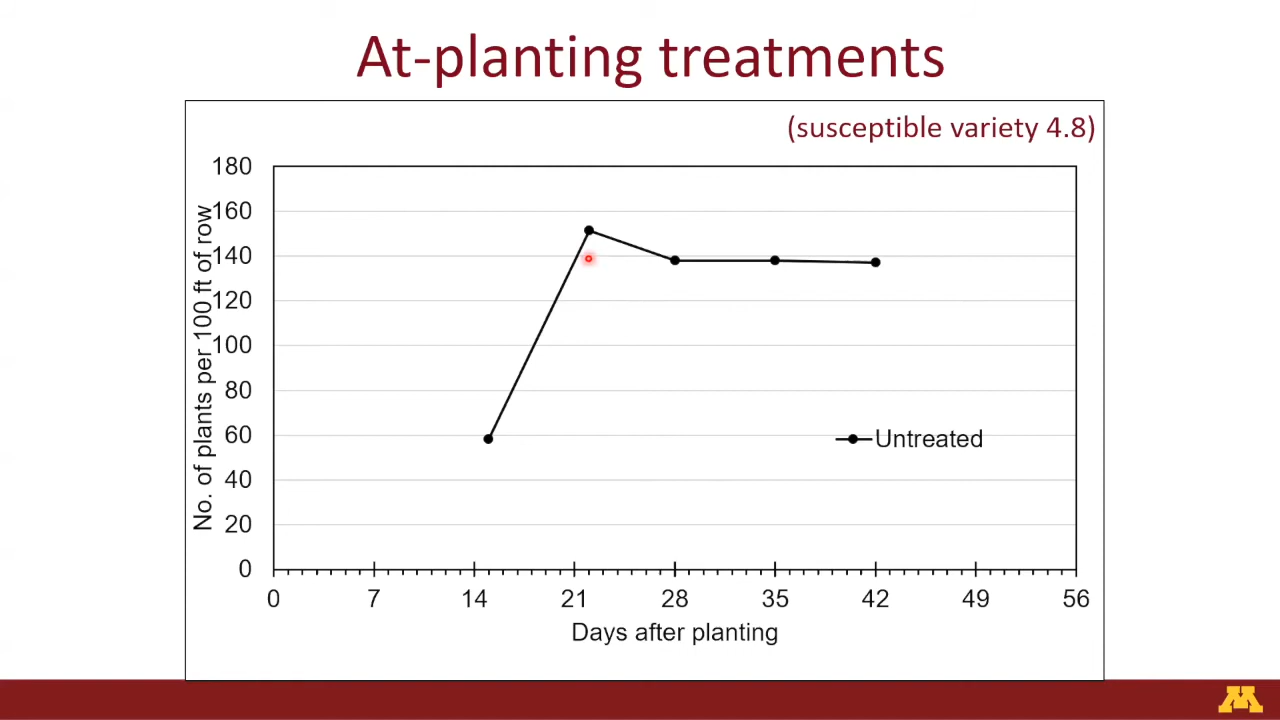 At-planting treatments
(susceptible variety 4.8)
No. of plants per 100 ft of row
180
160
140
120
100
80
60
40
20
0
Untreated
0 7 14 21 28 35 42 49 56
Days after planting
M